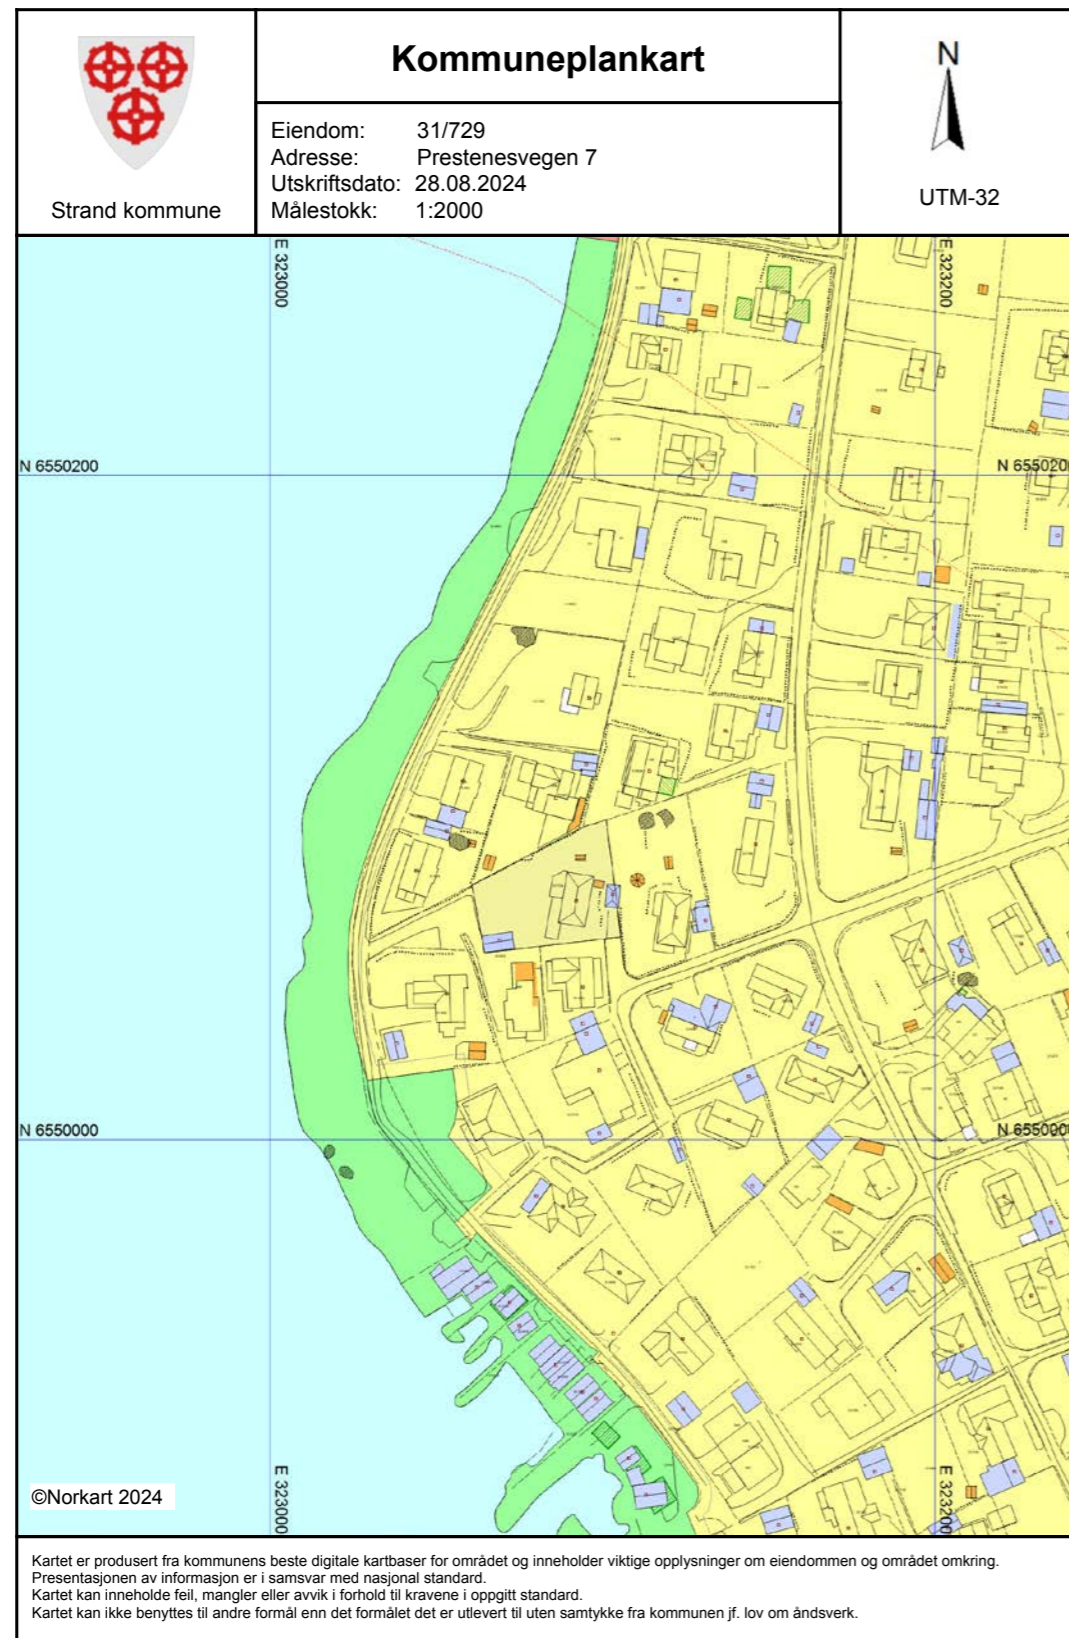 Strand kommune
Kommuneplankart
Eiendom: 31/729
Adresse: Prestenesvegen 7
Utskriftsdato: 28.08.2024
Målestokk: 1:2000
N
UTM-32
E 323000
E 323200
N 6550200
N 6550200
N 6550000
N 6550000
E 323000
E 323200
©Norkart 2024
Kartet er produsert fra kommunens beste digitale kartbaser for området og inneholder viktige opplysninger om eiendommen og området omkring.
Presentasjonen av informasjon er i samsvar med nasjonal standard.
Kartet kan inneholde feil, mangler eller avvik i forhold til kravene i oppgitt standard.
Kartet kan ikke benyttes til andre formål enn det formålet det er utlevert til uten samtykke fra kommunen jf. lov om åndsverk.